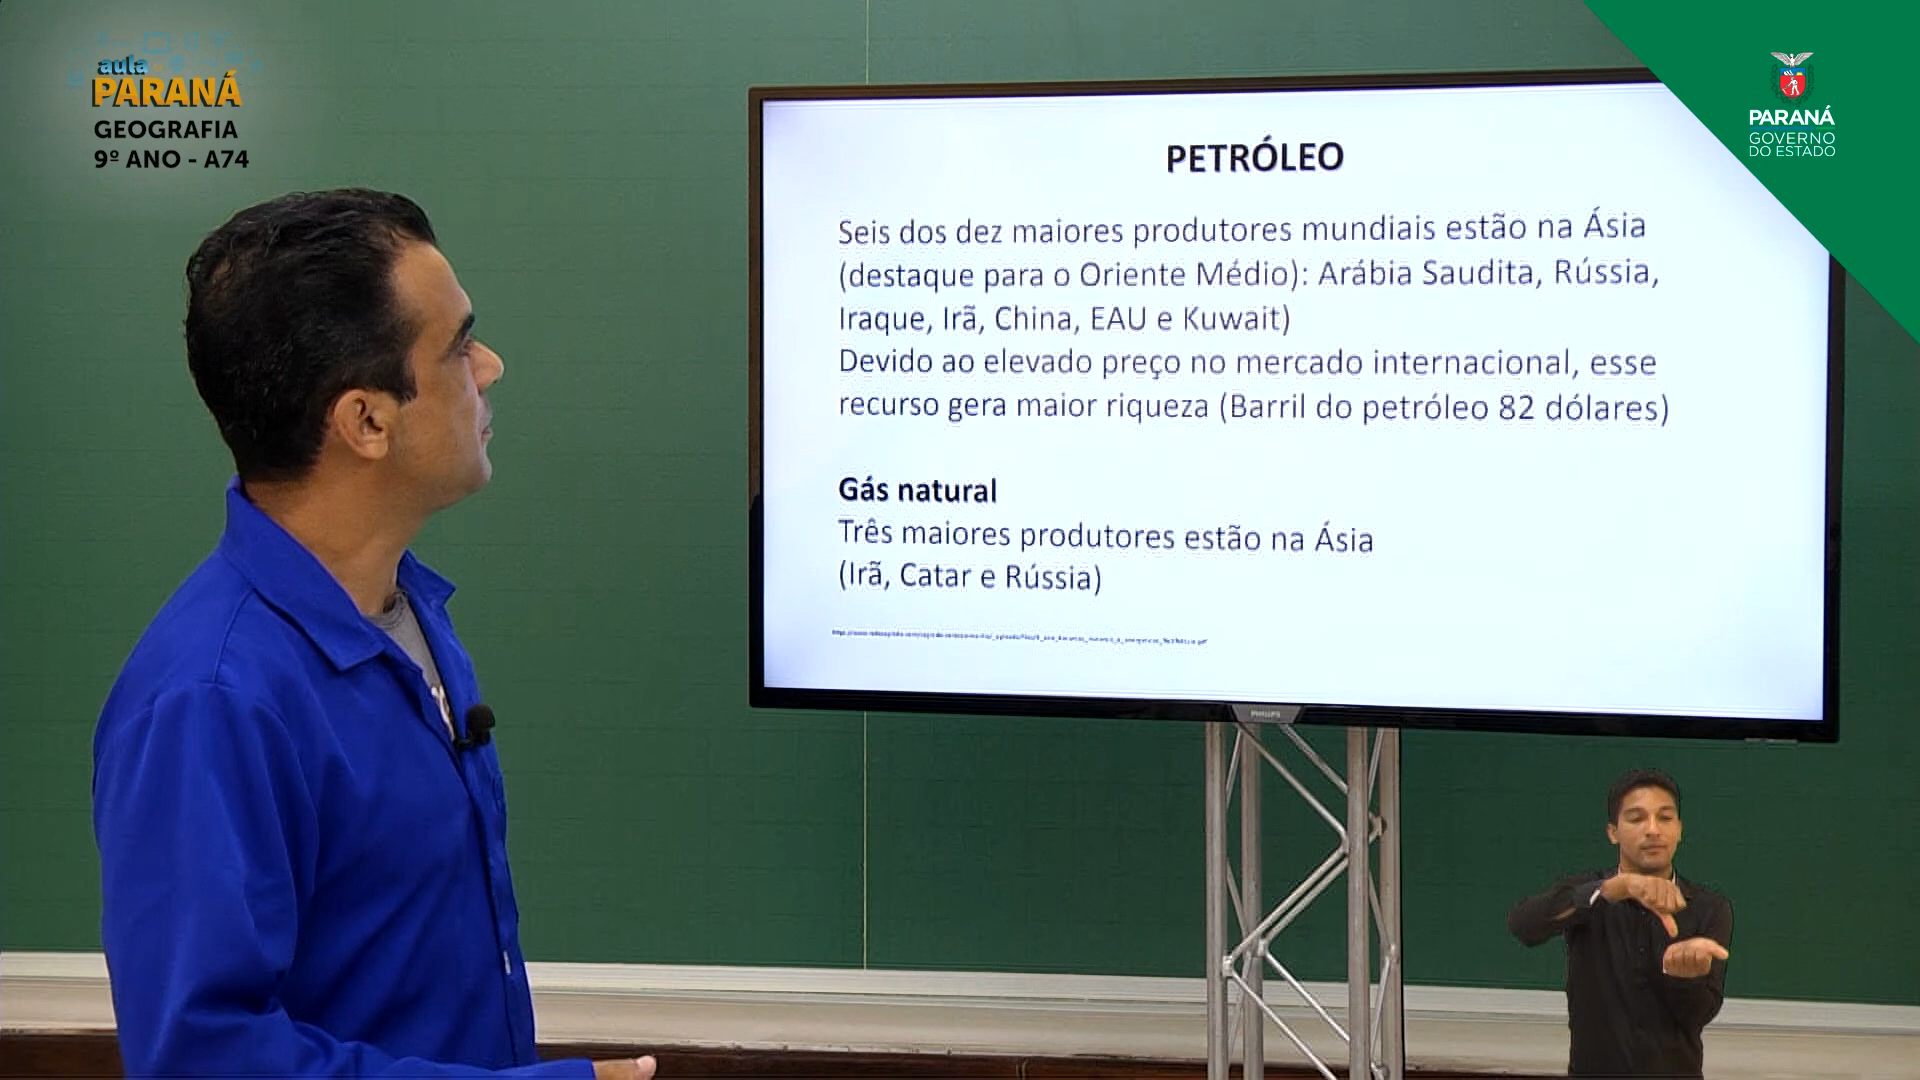 aula
PARANÁ
GEOGRAFIA
9º ANO - A74
PARANÁ
GOVERNO
DO ESTADO
PETRÓLEO
Seis dos dez maiores produtores mundiais estão na Ásia
(destaque para o Oriente Médio): Arábia Saudita, Rússia,
Iraque, Irã, China, EAU e Kuwait)
Devido ao elevado preço no mercado internacional, esse
recurso gera maior riqueza (Barril do petróleo 82 dólares)
Gás natural
Três maiores produtores estão na Ásia
(Irã, Catar e Rússia)
PHILIPS